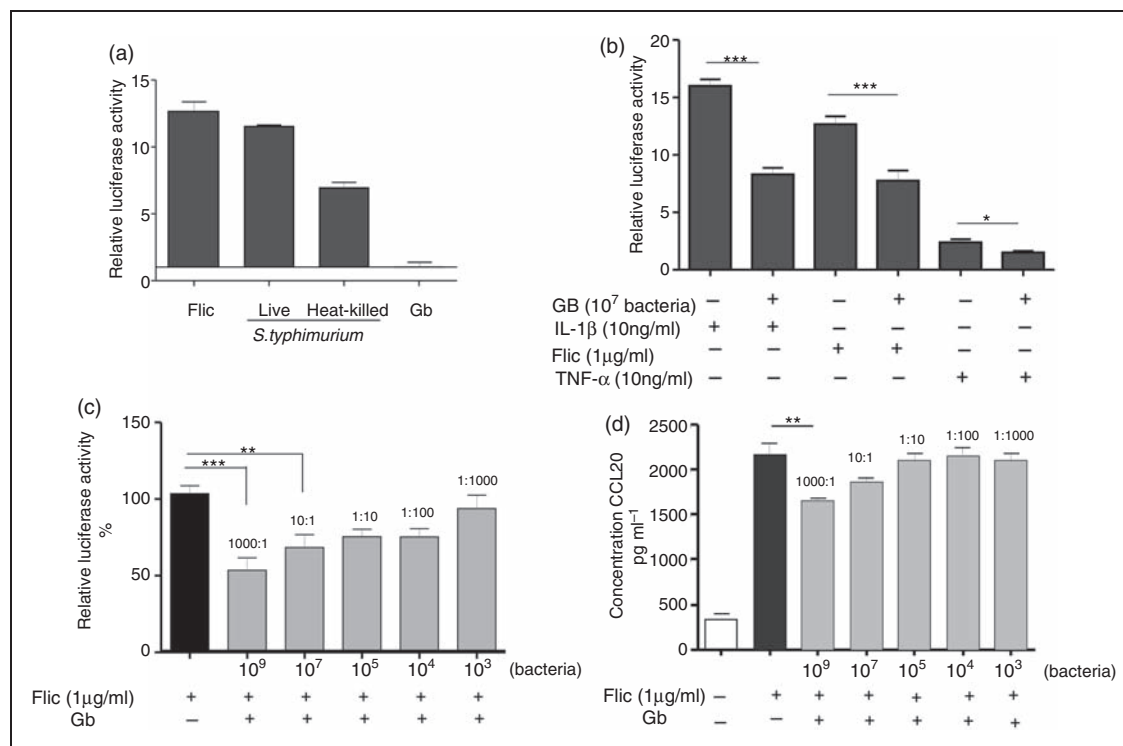 (a)
Relative luciferase activity
15
10
5
0
Flic Live Heat-killed Gb
S.typhimurium
(b)
Relative luciferase activity
20
15
10
5
0
*** *** *
GB (10⁷ bacteria) – + – + – +
IL-1β (10ng/ml) + + – – – –
Flic (1µg/ml) – – + + – –
TNF-α (10ng/ml) – – – – + +
(c)
Relative luciferase activity
%
150
100
50
0
**
***
1000:1 10:1 1:10 1:100 1:1000
10⁹ 10⁷ 10⁵ 10⁴ 10³ (bacteria)
Flic (1µg/ml) + + + + + +
Gb – + + + + +
(d)
Concentration CCL20
pg ml⁻¹
2500
2000
1500
1000
500
0
**
1000:1 10:1 1:10 1:100 1:1000
10⁹ 10⁷ 10⁵ 10⁴ 10³ (bacteria)
Flic (1µg/ml) – + + + + + +
Gb – – + + + + +